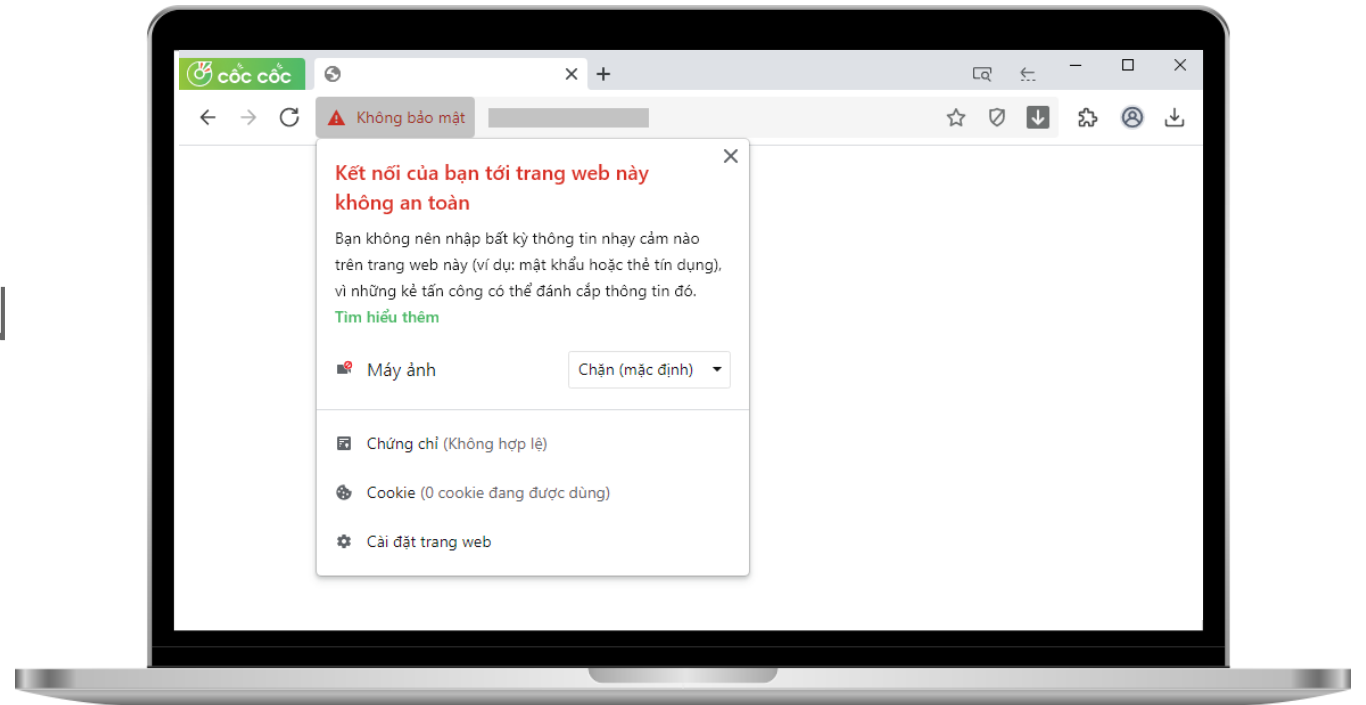 cốc cốc
Không bảo mật
Kết nối của bạn tới trang web này
không an toàn
Bạn không nên nhập bất kỳ thông tin nhạy cảm nào
trên trang web này (ví dụ: mật khẩu hoặc thẻ tín dụng),
vì những kẻ tấn công có thể đánh cắp thông tin đó.
Tìm hiểu thêm
Máy ảnh
Chặn (mặc định)
Chứng chỉ (Không hợp lệ)
Cookie (0 cookie đang được dùng)
Cài đặt trang web